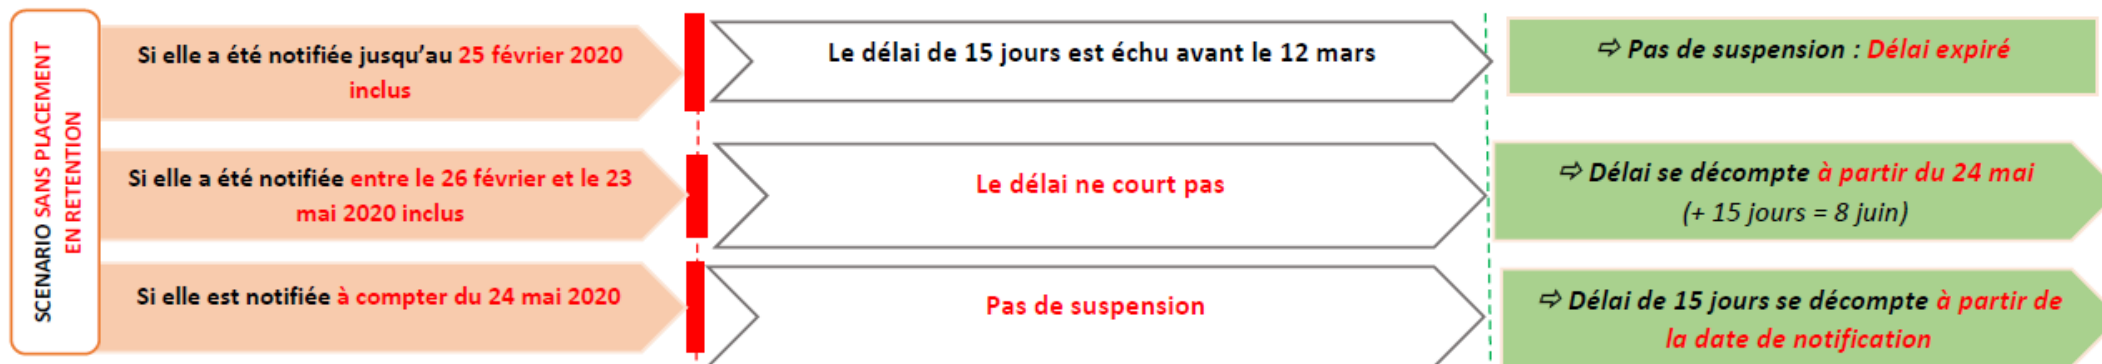 SCENARIO SANS PLACEMENT
EN RETENTION
Si elle a été notifiée jusqu’au 25 février 2020
inclus
Le délai de 15 jours est échu avant le 12 mars
⇨ Pas de suspension : Délai expiré
Si elle a été notifiée entre le 26 février et le 23
mai 2020 inclus
Le délai ne court pas
⇨ Délai se décompte à partir du 24 mai
(+ 15 jours = 8 juin)
Si elle est notifiée à compter du 24 mai 2020
Pas de suspension
⇨ Délai de 15 jours se décompte à partir de
la date de notification